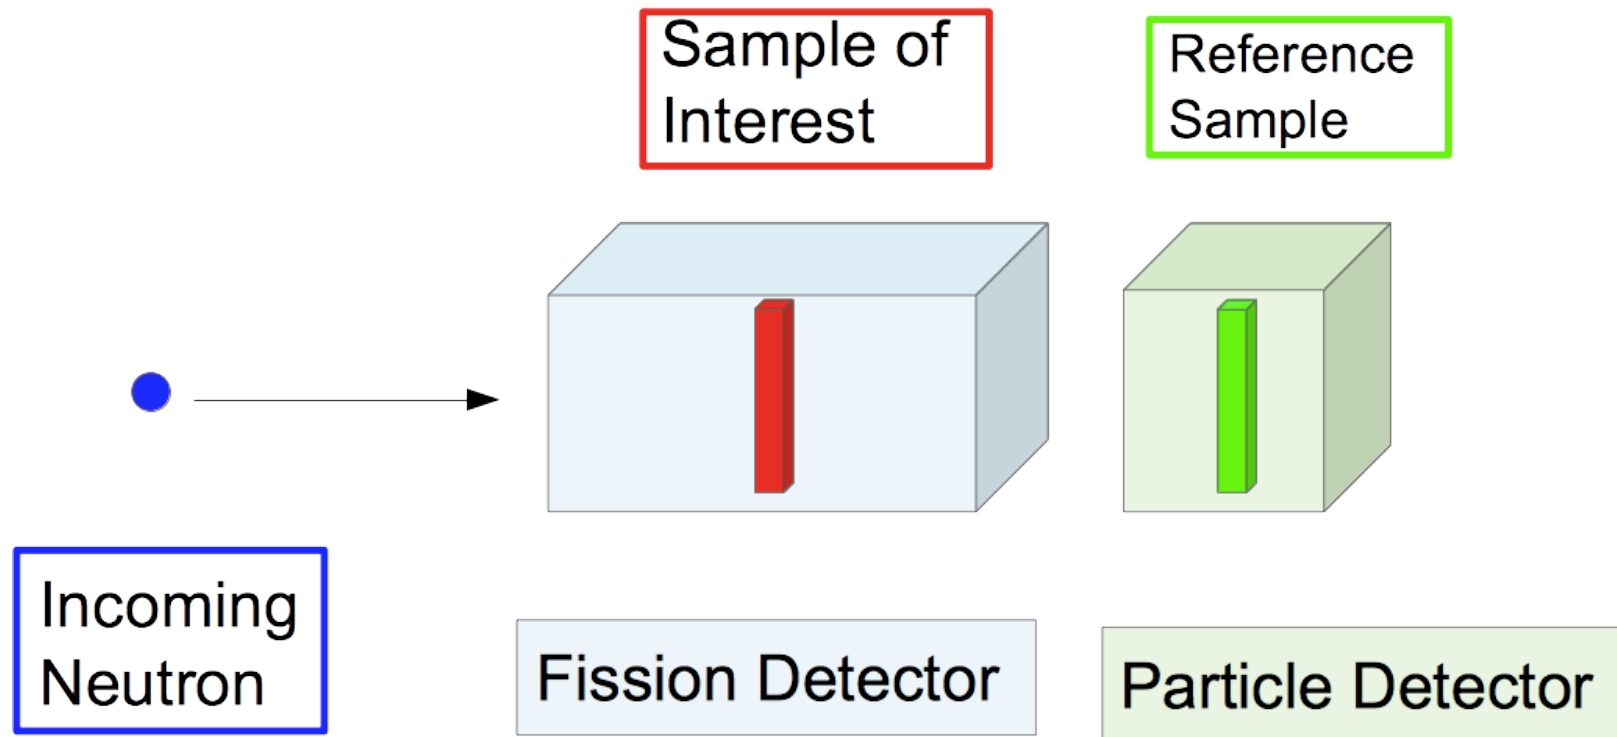 Sample of
Interest
Reference
Sample
Incoming
Neutron
Fission Detector
Particle Detector